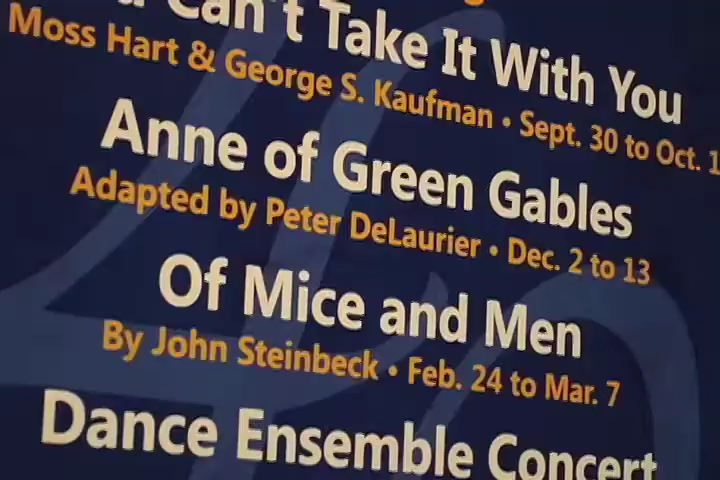 Can't Take It With You
Moss Hart & George S. Kaufman • Sept. 30 to Oct. 1
Anne of Green Gables
Adapted by Peter DeLaurier • Dec. 2 to 13
Of Mice and Men
By John Steinbeck • Feb. 24 to Mar. 7
Dance Ensemble Concert